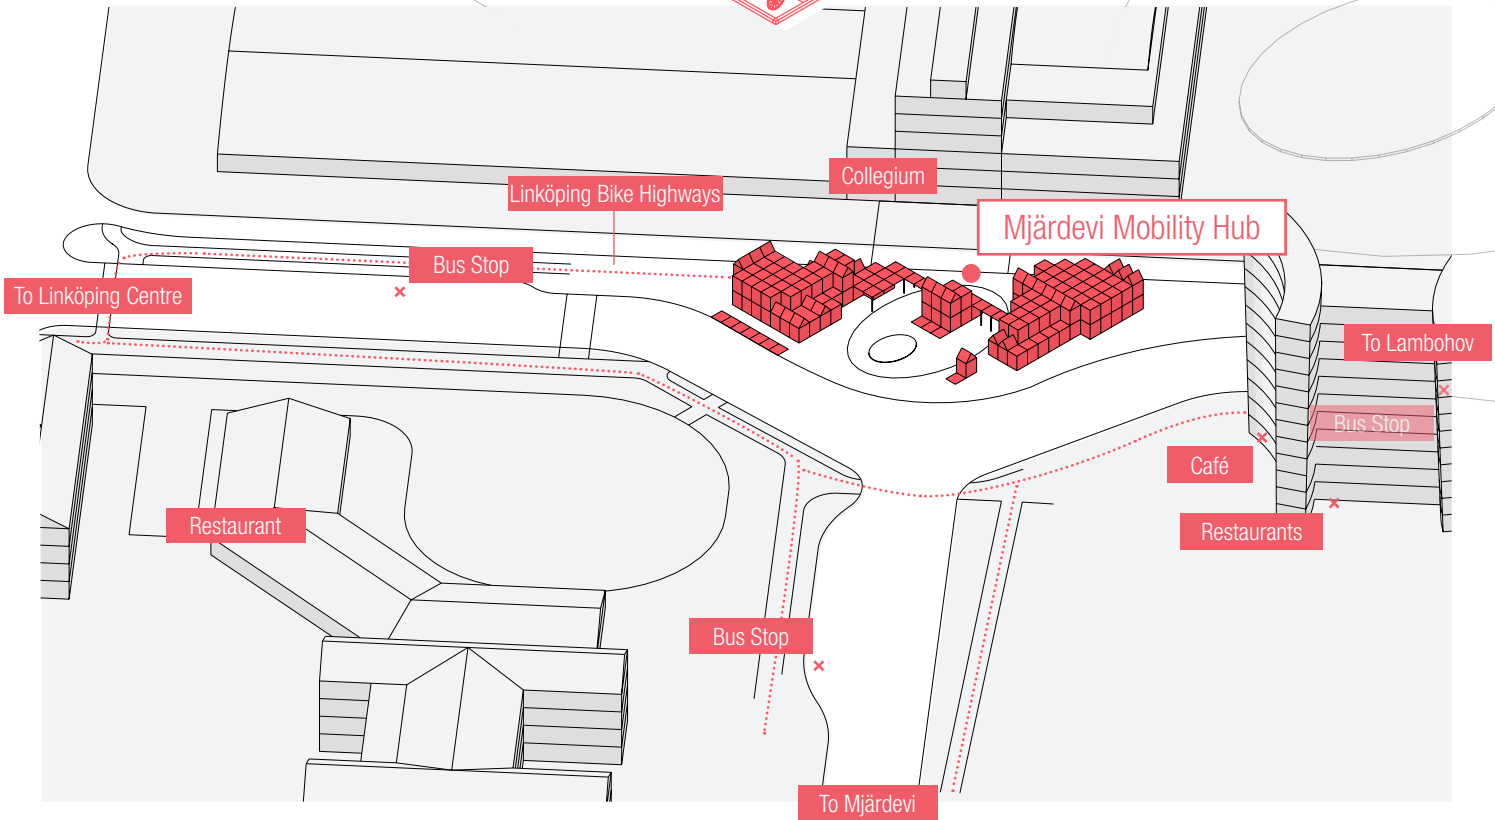 Collegium
Linköping Bike Highways
Mjärdevi Mobility Hub
Bus Stop
To Linköping Centre
To Lambohov
Bus Stop
Café
Restaurant
Restaurants
Bus Stop
To Mjärdevi